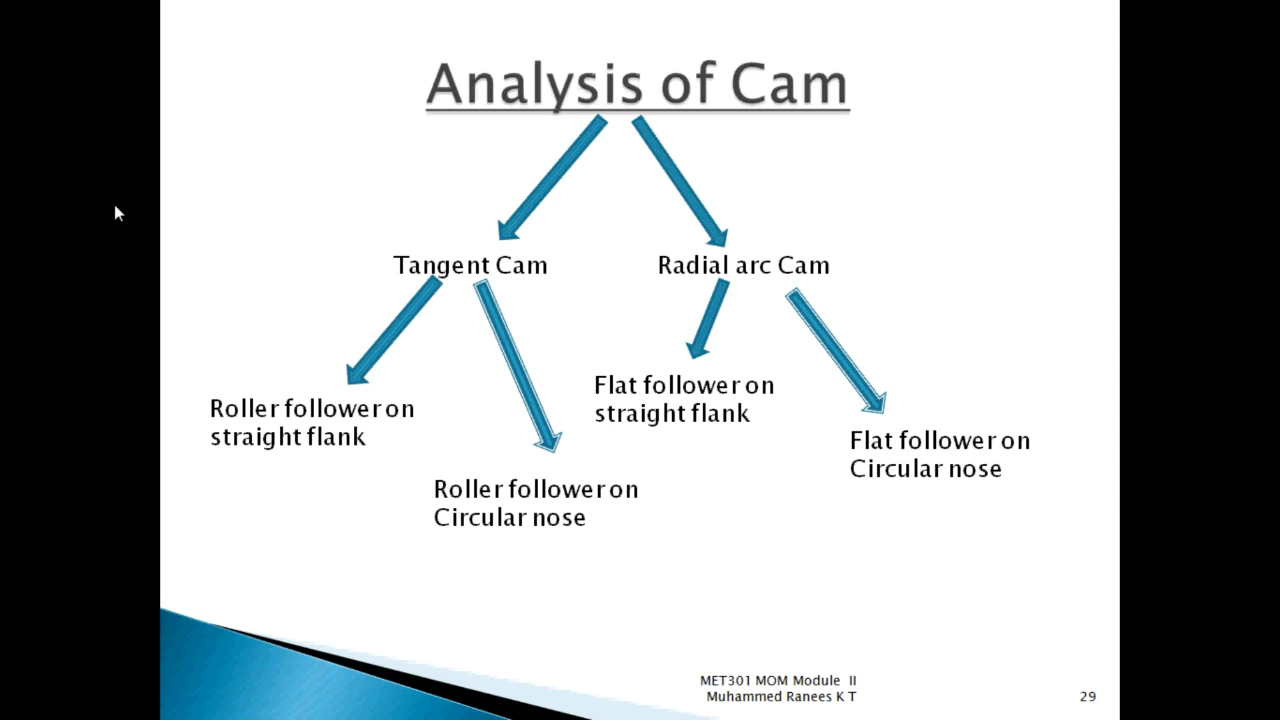 Analysis of Cam
Tangent Cam
Radial arc Cam
Roller follower on
straight flank
Flat follower on
straight flank
Roller follower on
Circular nose
Flat follower on
Circular nose
MET301 MOM Module II
Muhammed Ranees K T
29